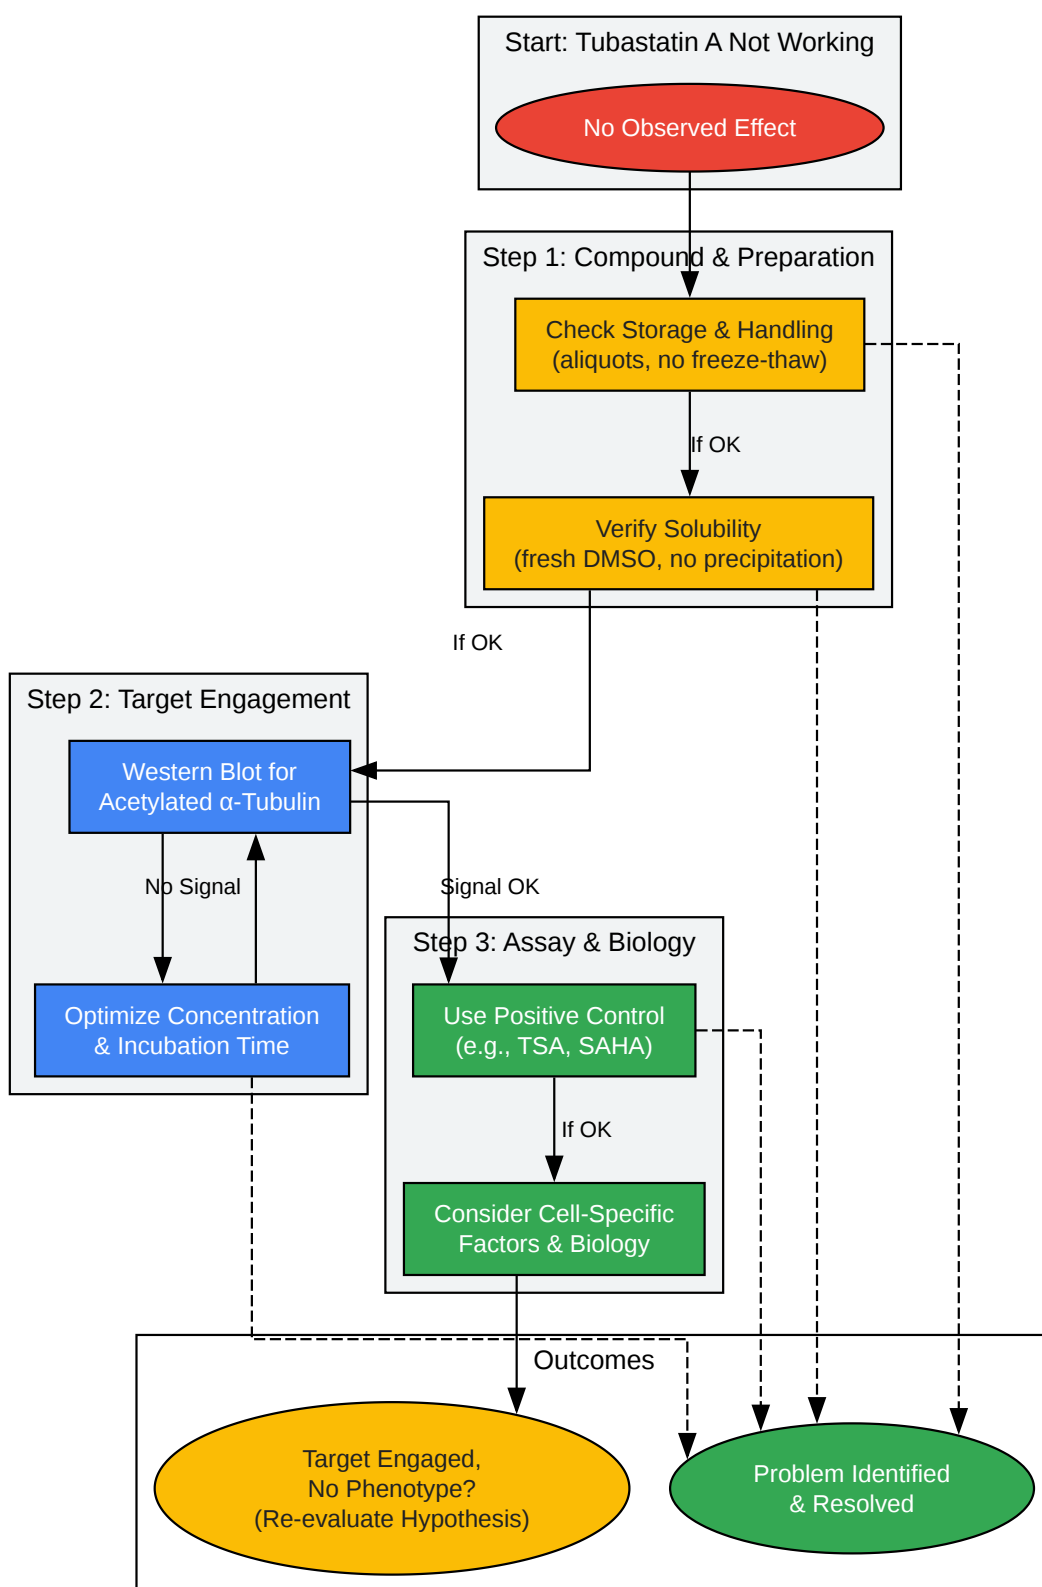 Start: Tubastatin A Not Working
No Observed Effect
Step 1: Compound & Preparation
Check Storage & Handling
(aliquots, no freeze-thaw)
If OK
Verify Solubility
(fresh DMSO, no precipitation)
If OK
Step 2: Target Engagement
Western Blot for
Acetylated α-Tubulin
No Signal
Signal OK
Optimize Concentration
& Incubation Time
Step 3: Assay & Biology
Use Positive Control
(e.g., TSA, SAHA)
If OK
Consider Cell-Specific
Factors & Biology
Outcomes
Target Engaged,
No Phenotype?
(Re-evaluate Hypothesis)
Problem Identified
& Resolved